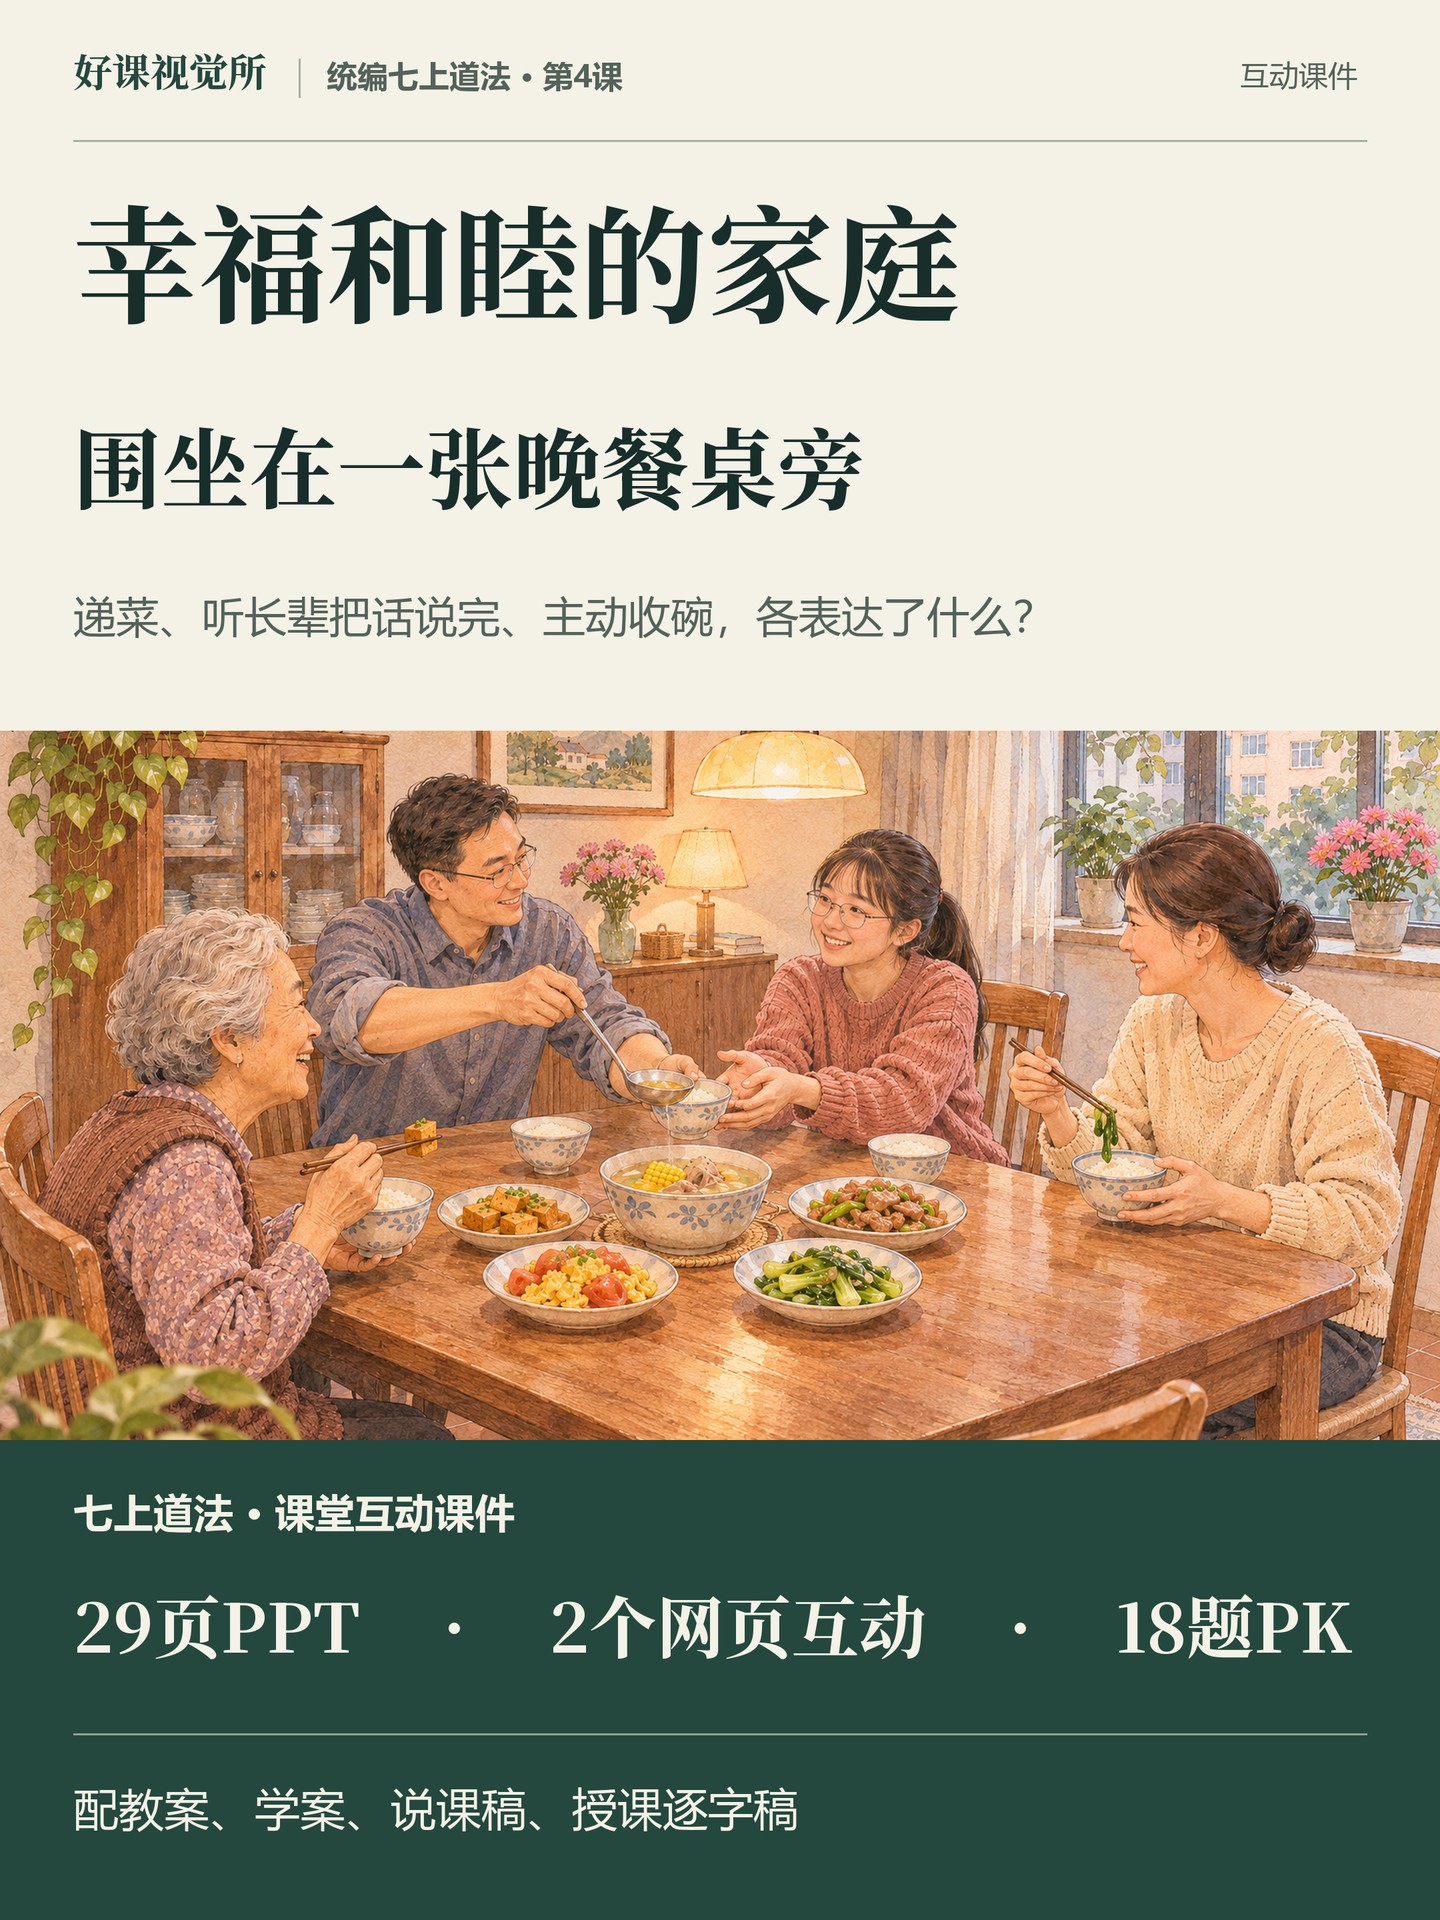 好课视觉所 统编七上道法·第4课 互动课件
幸福和睦的家庭
围坐在一张晚餐桌旁
递菜、听长辈把话说完、主动收碗，各表达了什么？
七上道法·课堂互动课件
29页PPT · 2个网页互动 · 18题PK
配教案、学案、说课稿、授课逐字稿